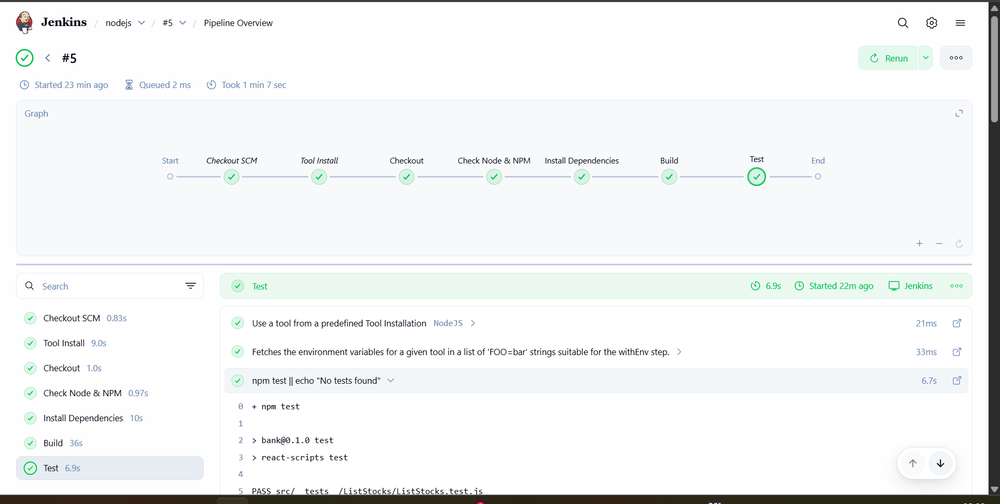 Jenkins / nodejs / #5 / Pipeline Overview
#5
Rerun
Started 23 min ago Queued 2 ms Took 1 min 7 sec
Graph
Start Checkout SCM Tool Install Checkout Check Node & NPM Install Dependencies Build Test End
Search
Checkout SCM 0.83s
Tool Install 9.0s
Checkout 1.0s
Check Node & NPM 0.97s
Install Dependencies 10s
Build 36s
Test 6.9s
Test 6.9s Started 22m ago Jenkins
Use a tool from a predefined Tool Installation NodeJS 21ms
Fetches the environment variables for a given tool in a list of 'FOO=bar' strings suitable for the withEnv step. 33ms
npm test || echo "No tests found" 6.7s
0 + npm test
1
2 > bank@0.1.0 test
3 > react-scripts test
4
5 PASS src/__tests__/ListStocks/ListStocks.test.js